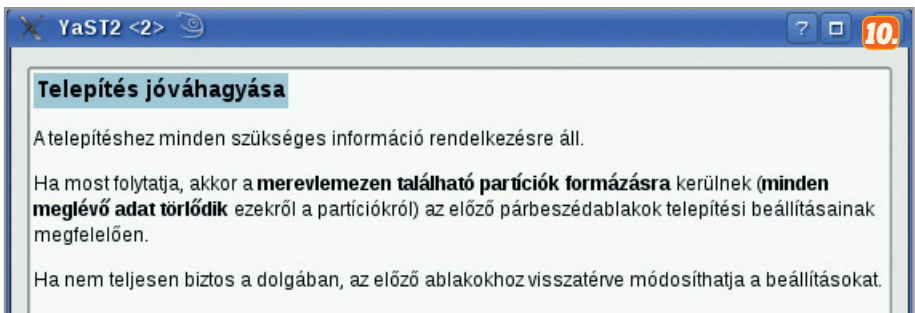 YaST2 <2>
? 10.
Telepítés jóváhagyása
A telepítéshez minden szükséges információ rendelkezésre áll.
Ha most folytatja, akkor a merevlemezen található partíciók formázásra kerülnek (minden
meglévő adat törlődik ezekről a partíciókról) az előző párbeszédablakok telepítési beállításainak
megfelelően.
Ha nem teljesen biztos a dolgában, az előző ablakokhoz visszatérve módosíthatja a beállításokat.